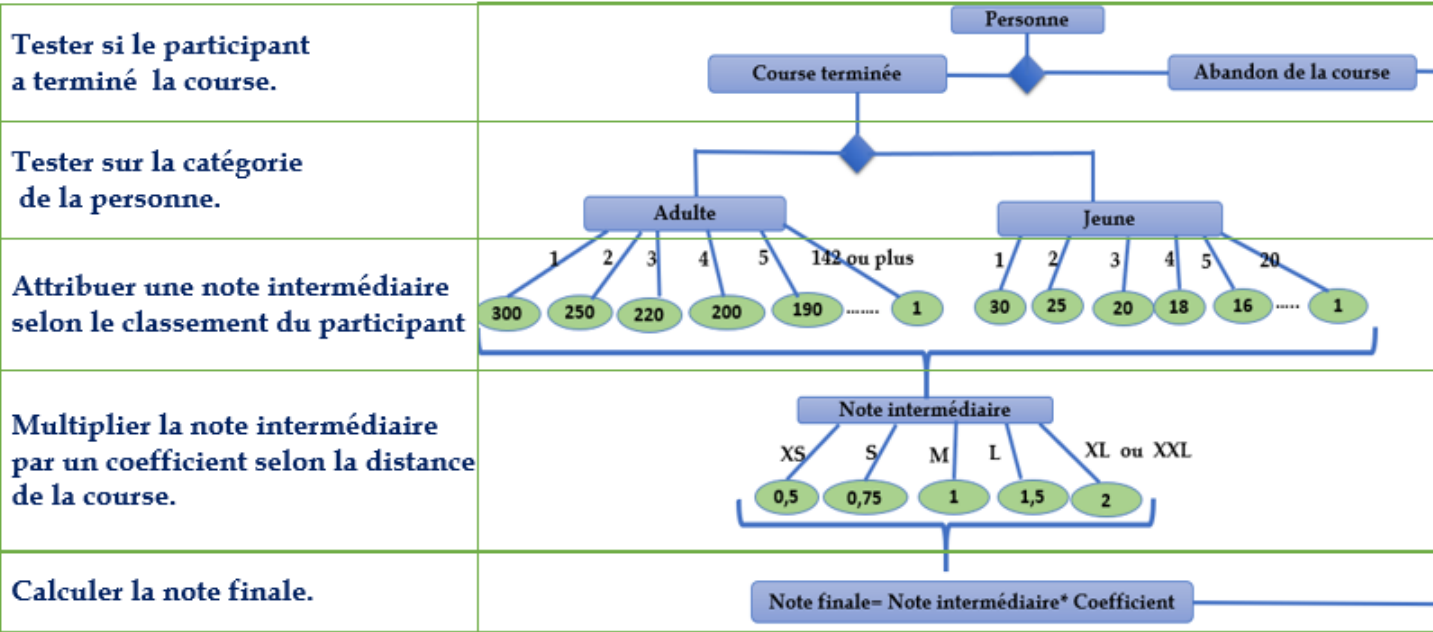 Tester si le participant
a terminé la course.
Personne
Course terminée
Abandon de la course
Tester sur la catégorie
de la personne.
Adulte
Jeune
Attribuer une note intermédiaire
selon le classement du participant
1 2 3 4 5 142 ou plus 1 2 3 4 5 20
300 250 220 200 190 ....... 1 30 25 20 18 16 ..... 1
Multiplier la note intermédiaire
par un coefficient selon la distance
de la course.
Note intermédiaire
XS S M L XL ou XXL
0,5 0,75 1 1,5 2
Calculer la note finale.
Note finale= Note intermédiaire* Coefficient